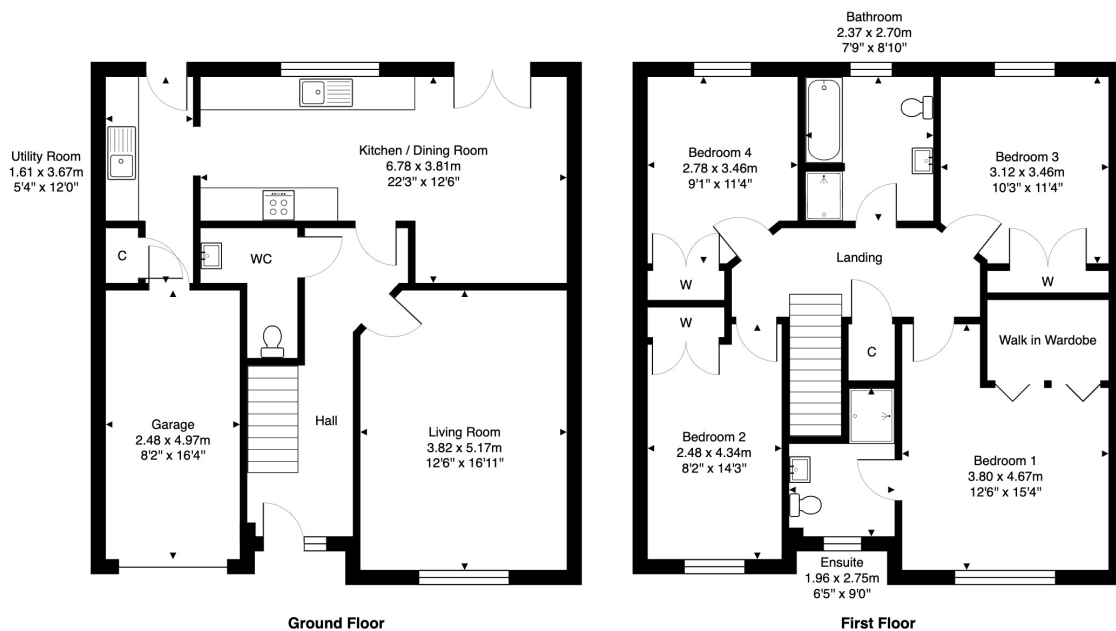 Utility Room
1.61 x 3.67m
5'4" x 12'0"
Kitchen / Dining Room
6.78 x 3.81m
22'3" x 12'6"
C
WC
Garage
2.48 x 4.97m
8'2" x 16'4"
Hall
Living Room
3.82 x 5.17m
12'6" x 16'11"
Ground Floor
Bathroom
2.37 x 2.70m
7'9" x 8'10"
Bedroom 4
2.78 x 3.46m
9'1" x 11'4"
Bedroom 3
3.12 x 3.46m
10'3" x 11'4"
Landing
W
W
W
C
Walk in Wardobe
Bedroom 2
2.48 x 4.34m
8'2" x 14'3"
Bedroom 1
3.80 x 4.67m
12'6" x 15'4"
Ensuite
1.96 x 2.75m
6'5" x 9'0"
First Floor